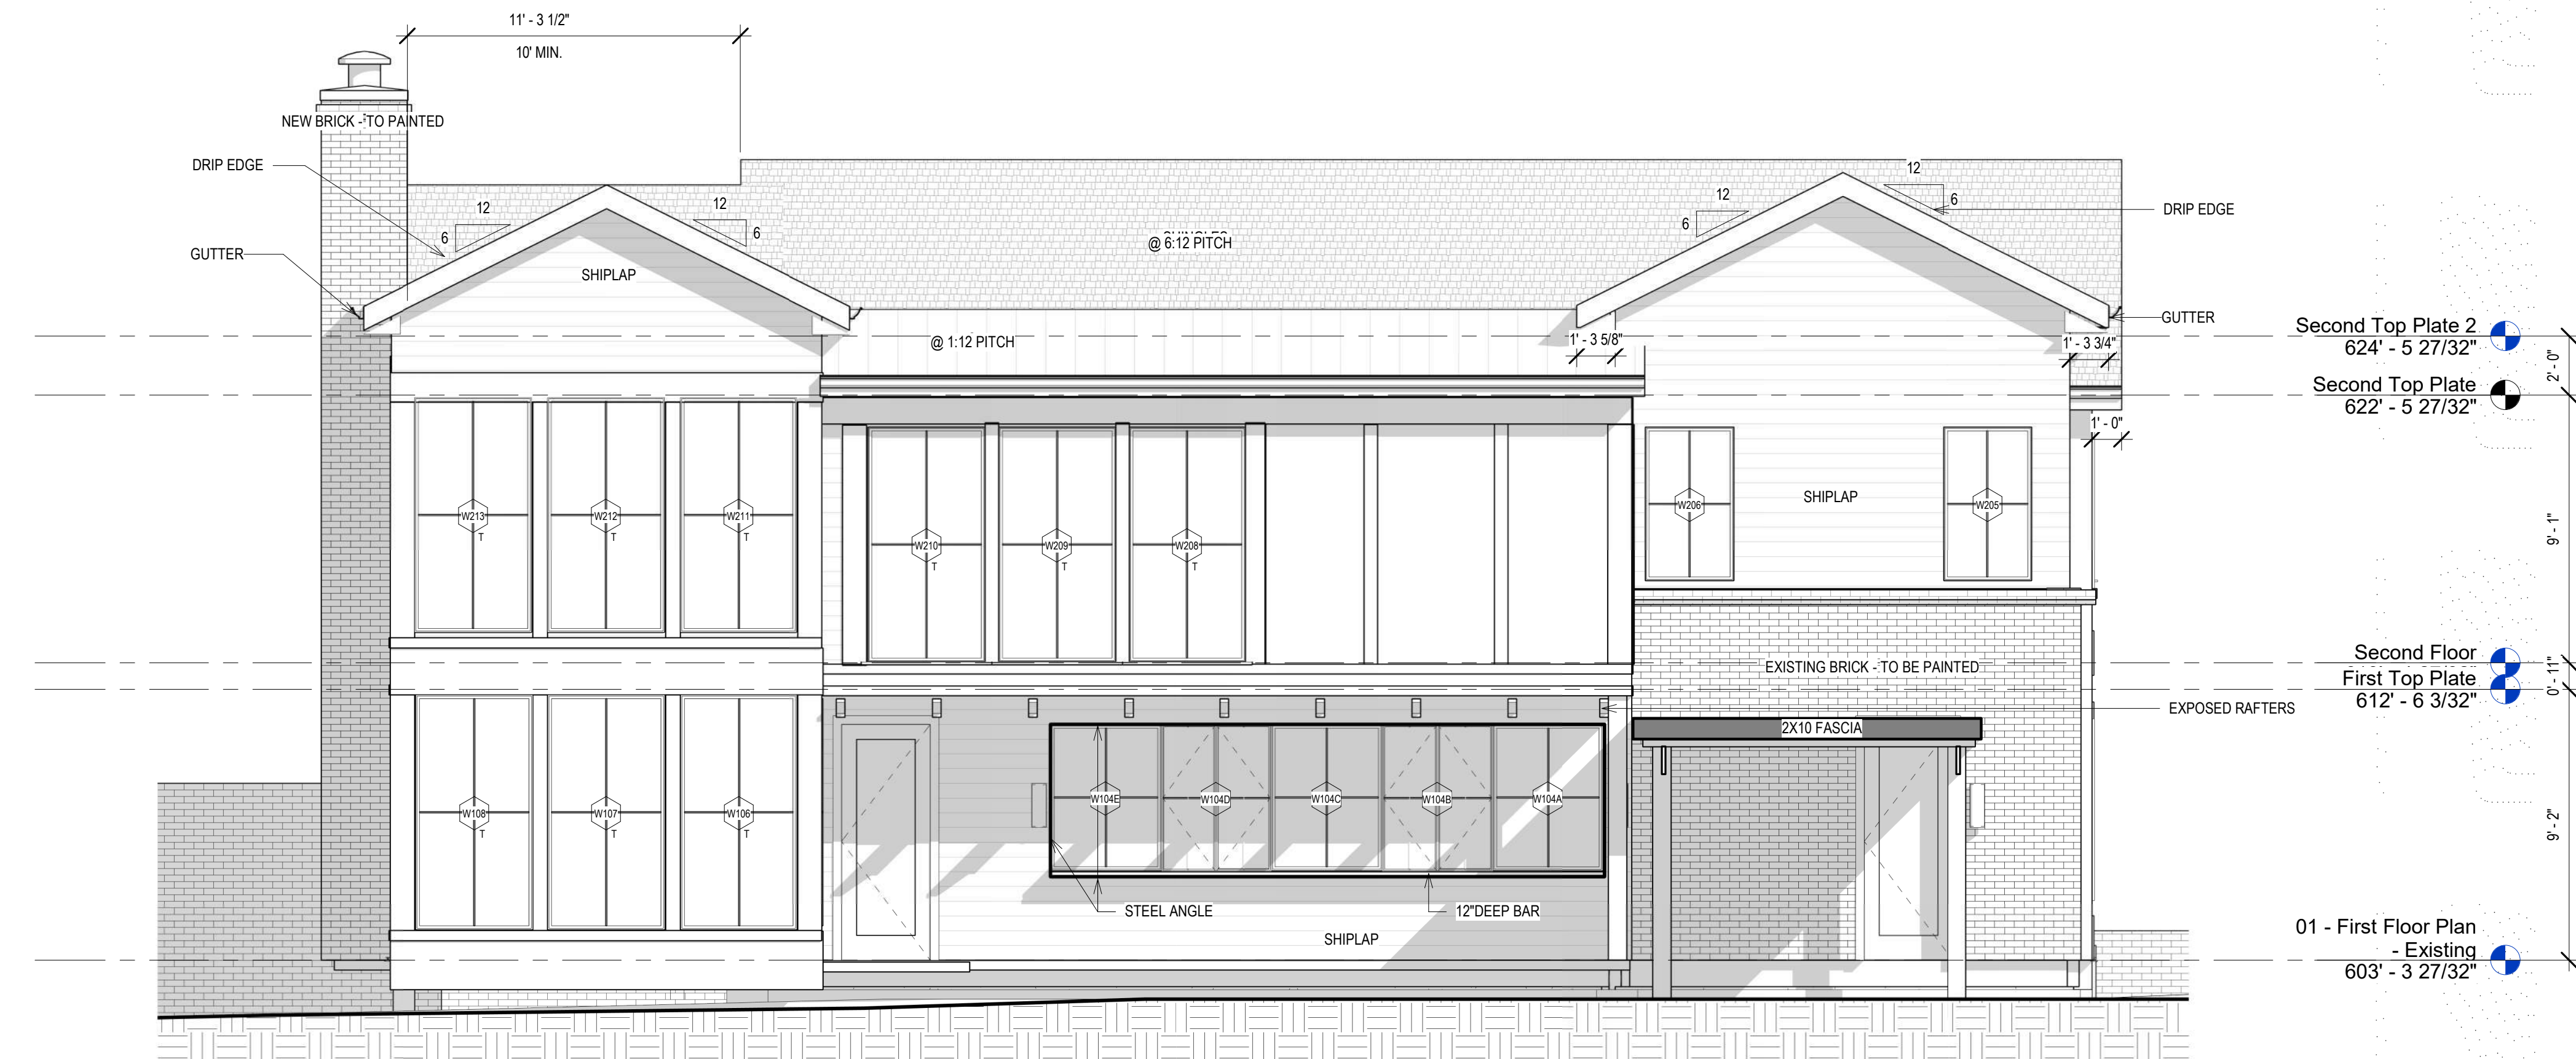 11' - 3 1/2"
10' MIN.
NEW BRICK - TO PAINTED
DRIP EDGE
12
6
12
6
GUTTER
SHIPLAP
@ 6:12 PITCH
12
6
12
6
DRIP EDGE
GUTTER
@ 1:12 PITCH
1' - 3 5/8"
1' - 3 3/4"
Second Top Plate 2
624' - 5 27/32"
2' - 0"
Second Top Plate
622' - 5 27/32"
1' - 0"
W213
T
W212
T
W211
T
W210
T
W209
T
W208
T
W206
SHIPLAP
W205
9' - 1"
EXISTING BRICK - TO BE PAINTED
Second Floor
0' - 11"
First Top Plate
612' - 6 3/32"
EXPOSED RAFTERS
2X10 FASCIA
W108
T
W107
T
W106
T
W104E
W104D
W104C
W104B
W104A
9' - 2"
STEEL ANGLE
12"DEEP BAR
SHIPLAP
01 - First Floor Plan
- Existing
603' - 3 27/32"